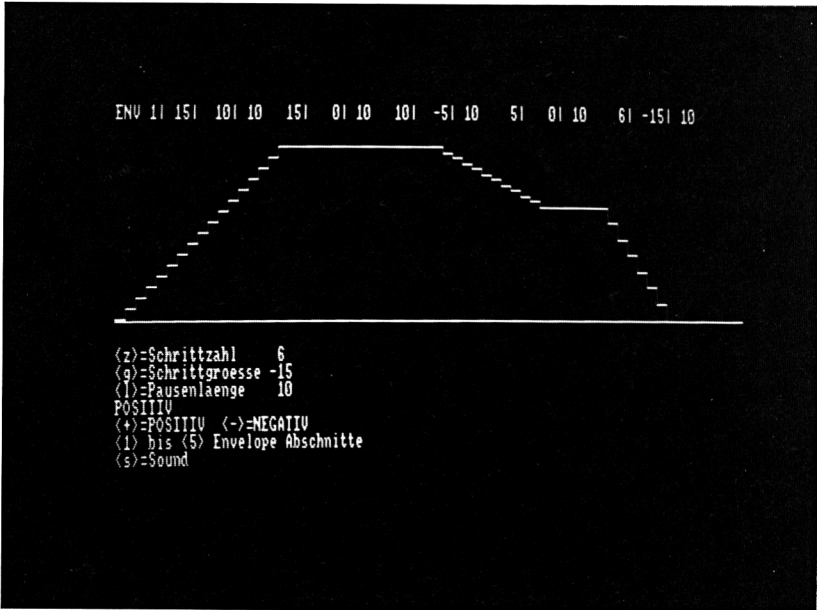 ENV 1| 15| 10| 10 15| 0| 10 10| -5| 10 5| 0| 10 6| -15| 10
<z>=Schrittzahl 6
<g>=Schrittgroesse -15
<l>=Pausenlaenge 10
POSITIV
<+>=POSITIV <->=NEGATIV
<1> bis <5> Envelope Abschnitte
<s>=Sound